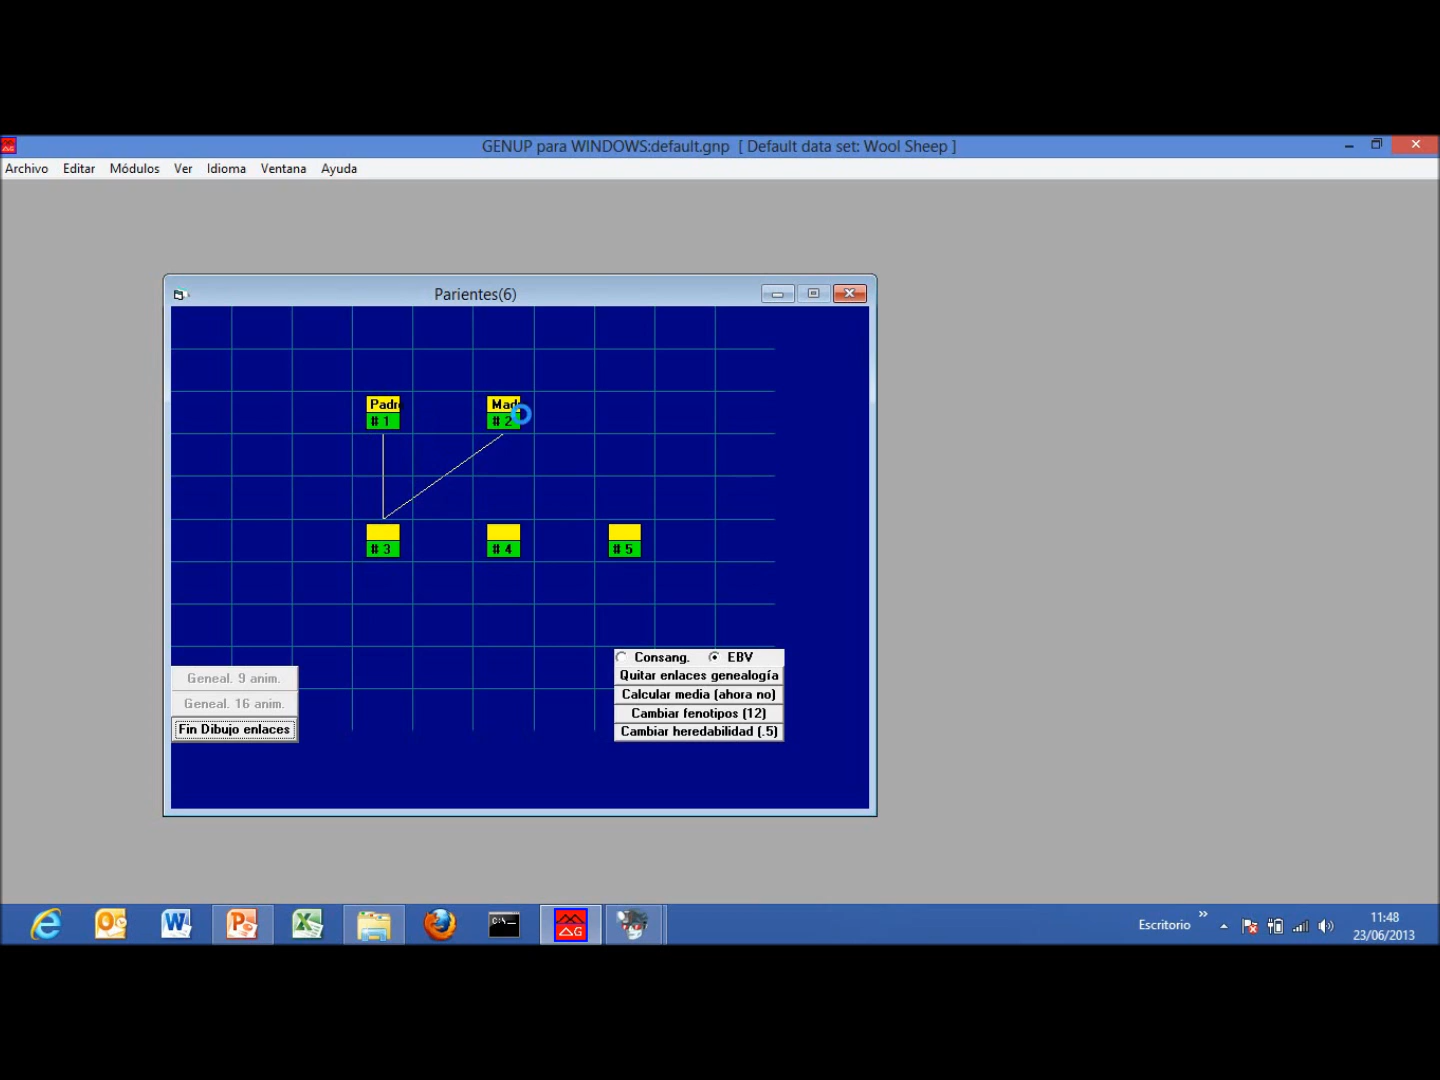 GENUP para WINDOWS:default.gnp [ Default data set: Wool Sheep ]
Archivo Editar Módulos Ver Idioma Ventana Ayuda
Parientes(6)
Padre Mad
# 1 # 2
# 3 # 4 # 5
Consang. EBV
Quitar enlaces genealogía
Geneal. 9 anim.
Calcular media (ahora no)
Geneal. 16 anim.
Cambiar fenotipos (12)
Fin Dibujo enlaces
Cambiar heredabilidad (.5)
Escritorio
11:48
23/06/2013